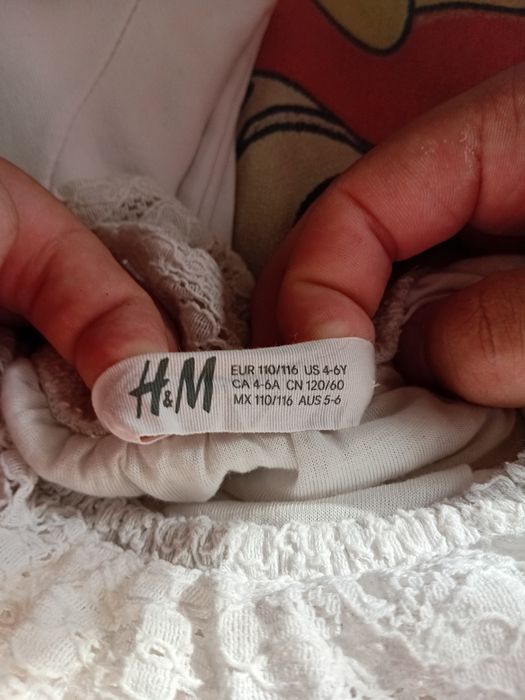 H&M
EUR 110/116 US 4-6Y
CA 4-6A CN 120/60
MX 110/116 AUS 5-6